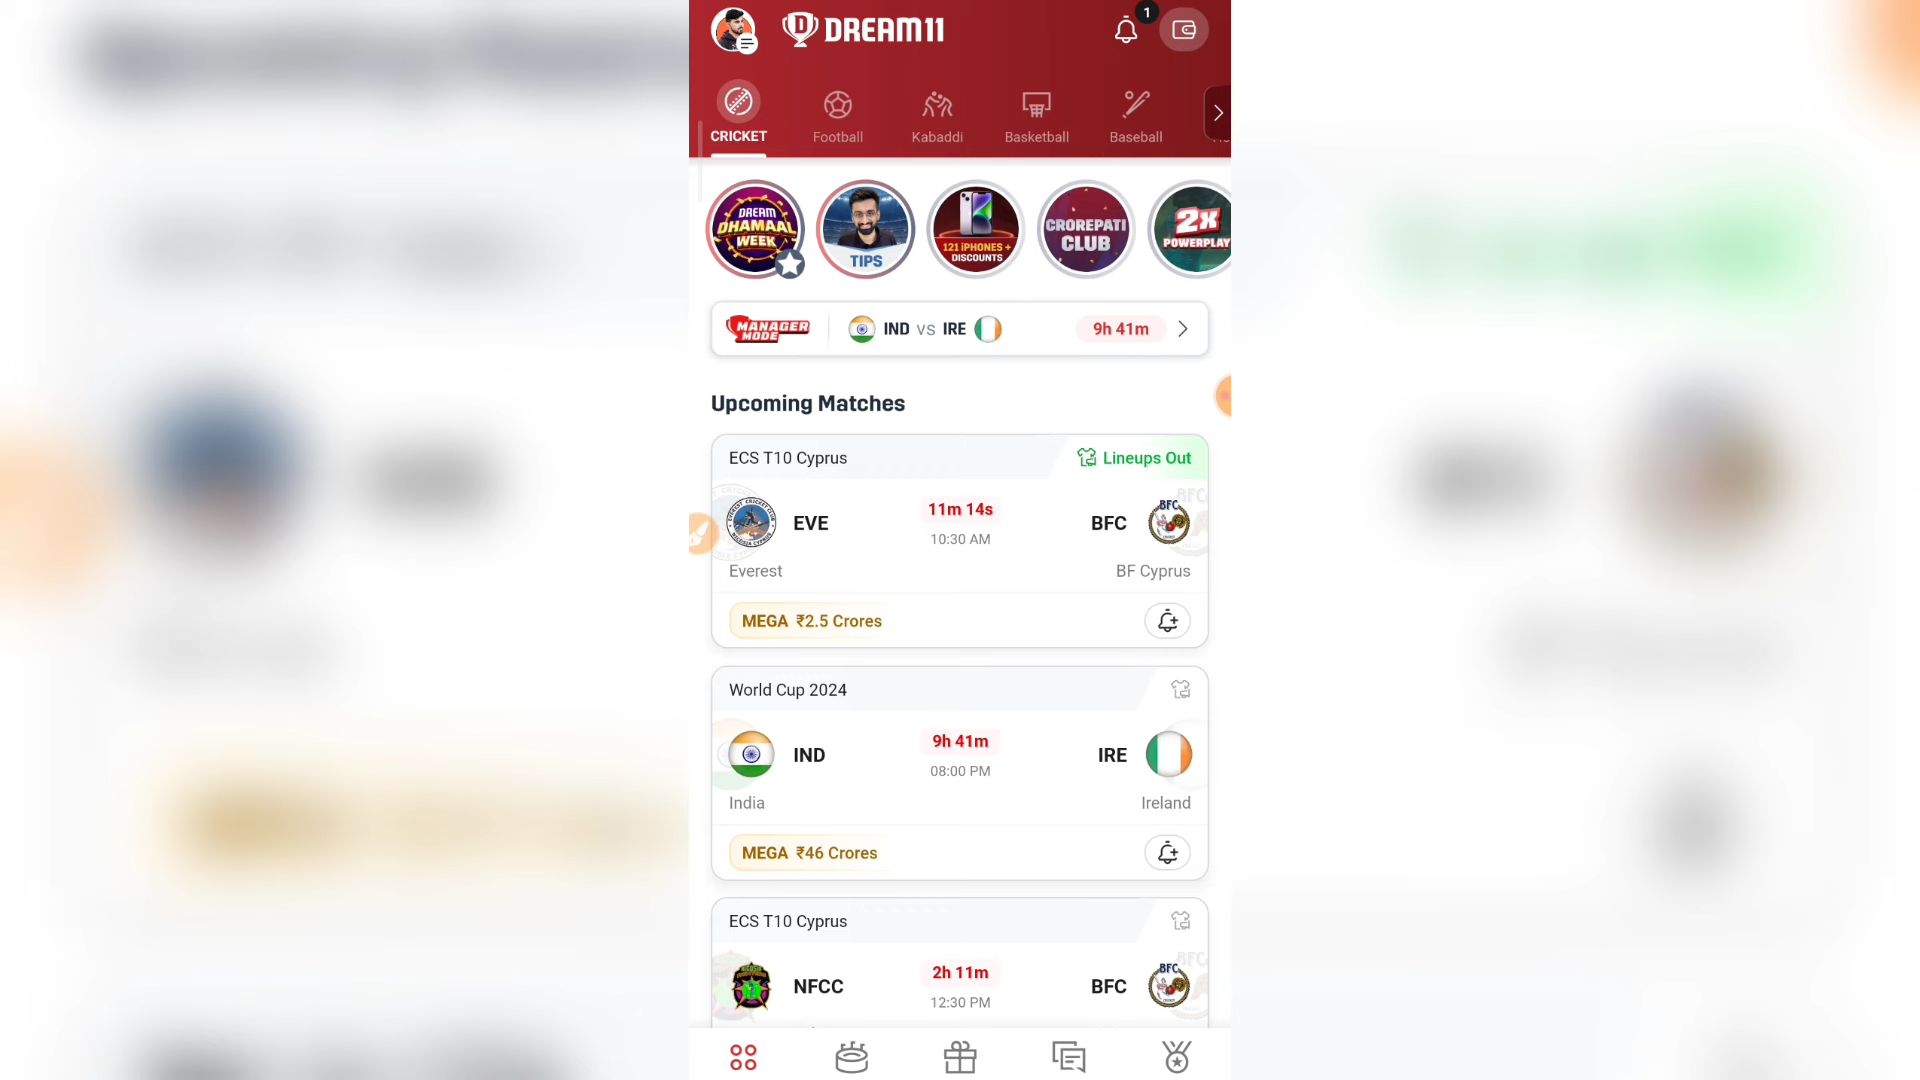 1
DREAM11
CRICKET
Football
Kabaddi
Basketball
Baseball
DREAM
DHAMAAL
WEEK
TIPS
121 iPHONES +
DISCOUNTS
CROREPATI
CLUB
2X
POWERPLAY
MANAGER
MODE
IND VS IRE
9h 41m
Upcoming Matches
ECS T10 Cyprus
Lineups Out
EVE
11m 14s
BFC
BFC
10:30 AM
Everest
BF Cyprus
MEGA ₹2.5 Crores
World Cup 2024
IND
9h 41m
IRE
08:00 PM
India
Ireland
MEGA ₹46 Crores
ECS T10 Cyprus
NFCC
2h 11m
BFC
BFC
12:30 PM